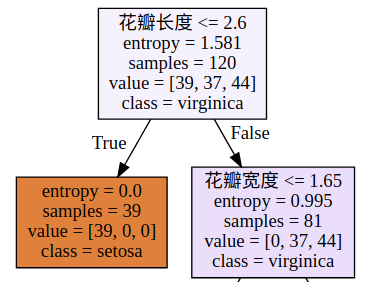 花瓣长度 <= 2.6
entropy = 1.581
samples = 120
value = [39, 37, 44]
class = virginica
True
False
entropy = 0.0
samples = 39
value = [39, 0, 0]
class = setosa
花瓣宽度 <= 1.65
entropy = 0.995
samples = 81
value = [0, 37, 44]
class = virginica